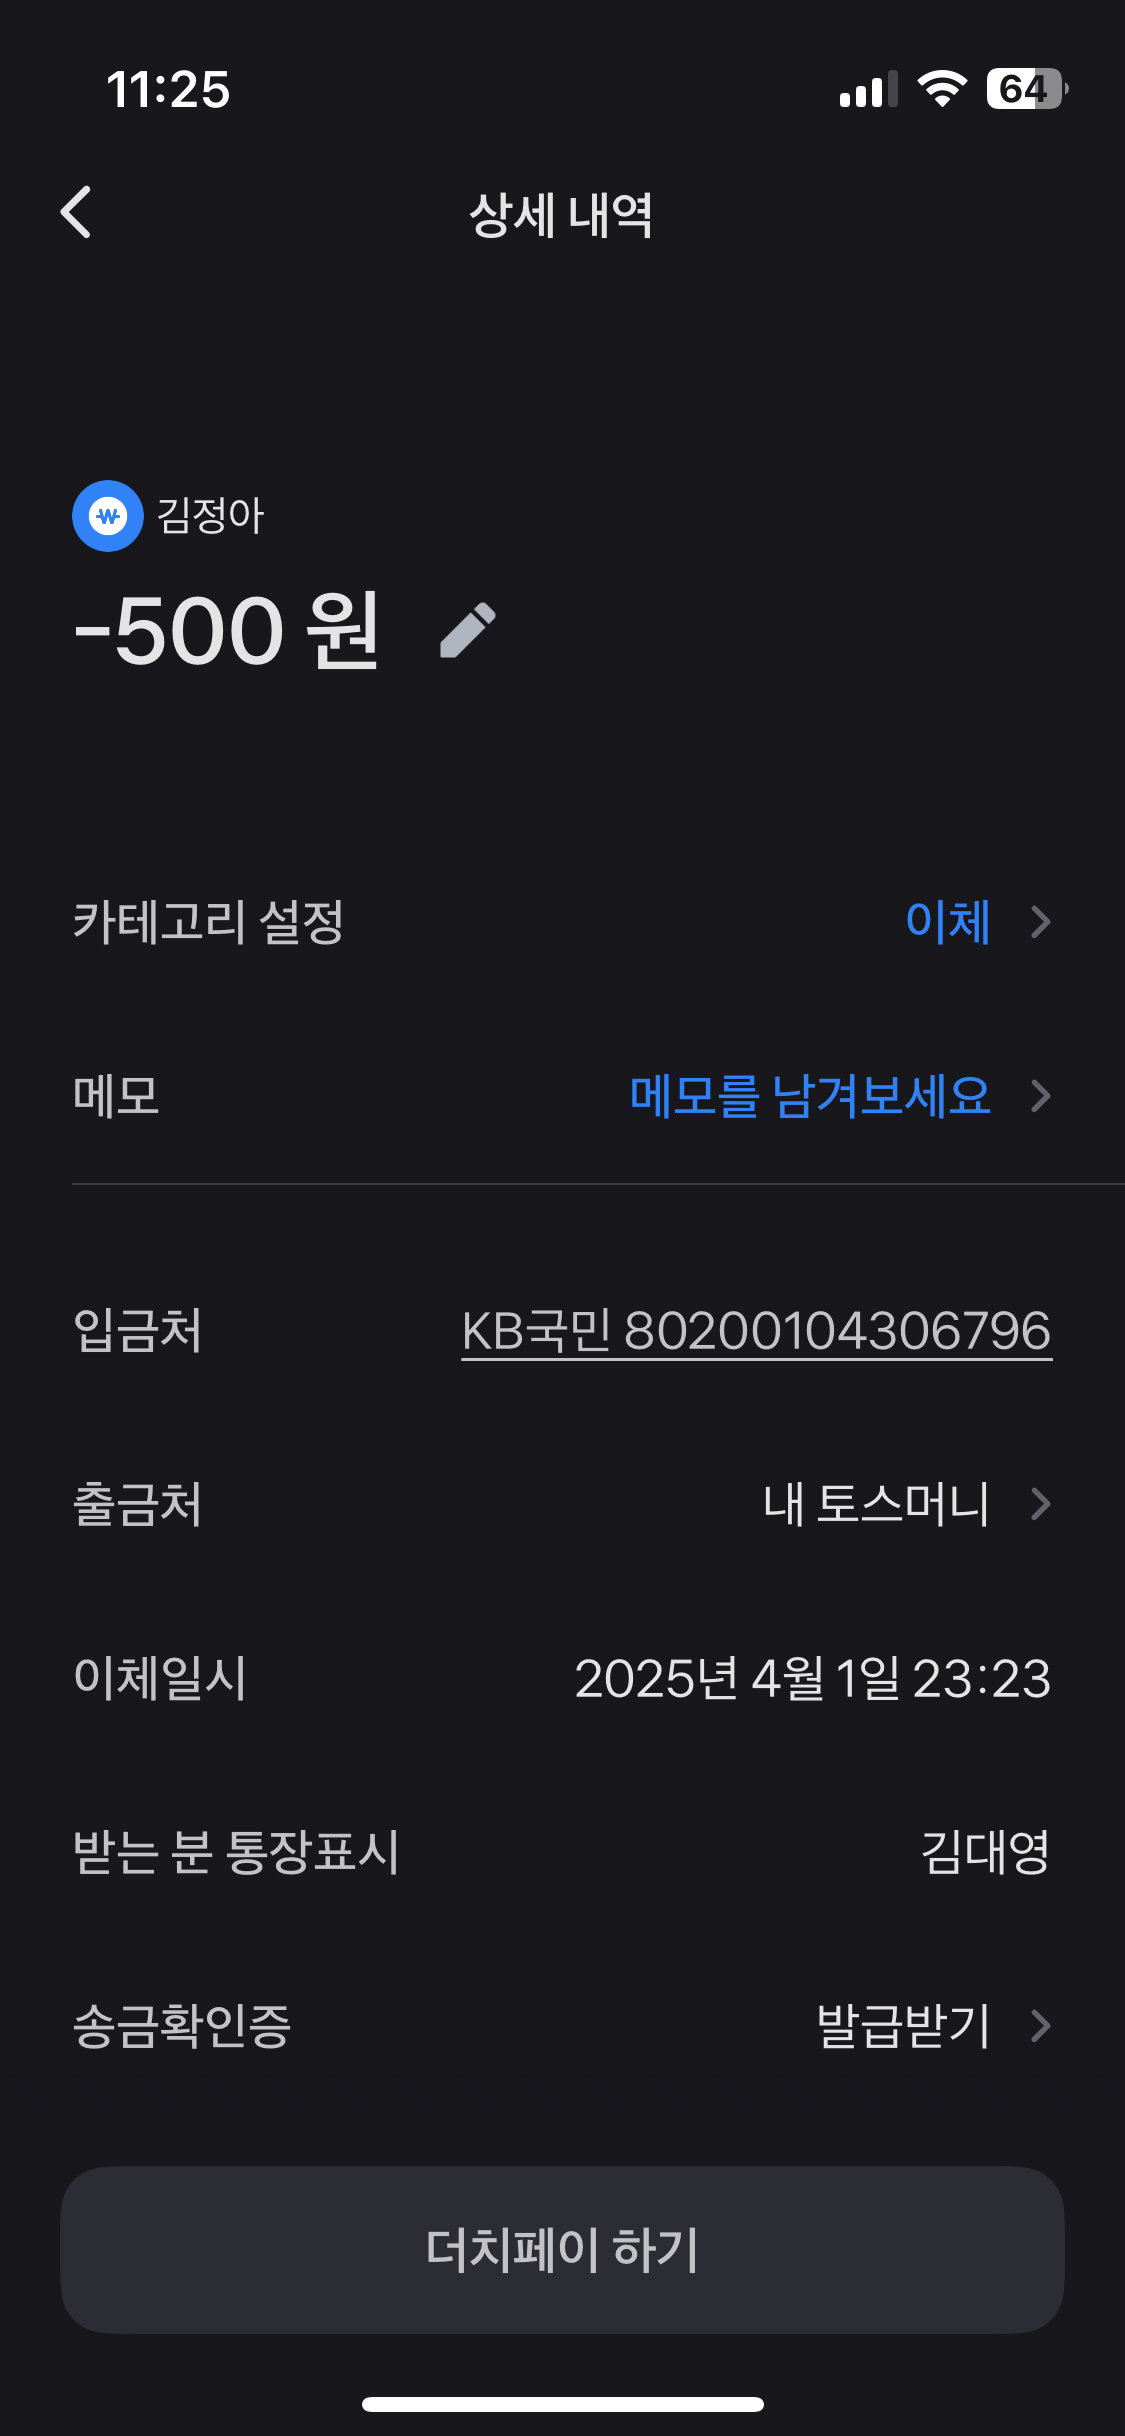 11:25 64
상세 내역
김정아
-500 원
카테고리 설정 이체
메모 메모를 남겨보세요
입금처 KB국민 80200104306796
출금처 내 토스머니
이체일시 2025년 4월 1일 23:23
받는 분 통장표시 김대영
송금확인증 발급받기
더치페이 하기